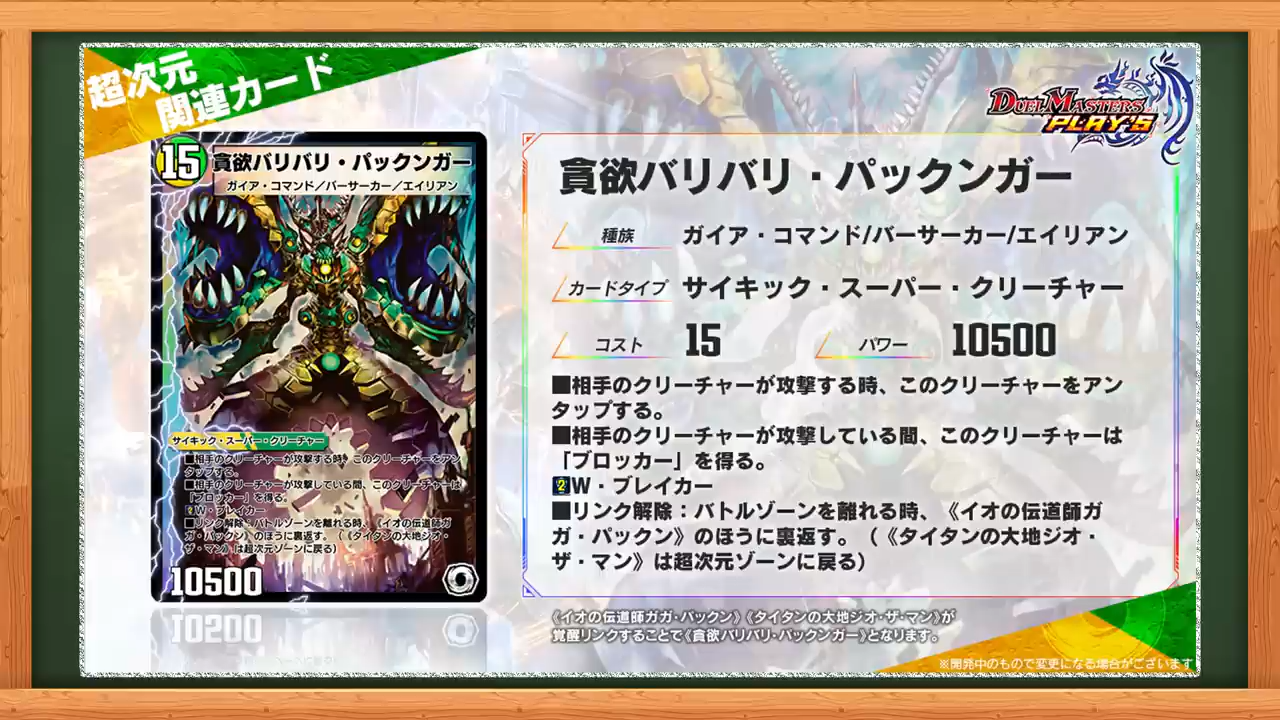 超次元
関連カード
DUEL MASTERS
PLAY'S
15
貪欲バリバリ・パックンガー
ガイア・コマンド/バーサーカー/エイリアン
サイキック・スーパー・クリーチャー
■相手のクリーチャーが攻撃する時、このクリーチャーをアン
タップする。
■相手のクリーチャーが攻撃している間、このクリーチャーは
「ブロッカー」を得る。
2 W・ブレイカー
■リンク解除:バトルゾーンを離れる時、《イオの伝道師ガ
ガ・パックン》のほうに裏返す。(《タイタンの大地ジオ・
ザ・マン》は超次元ゾーンに戻る)
10500
貪欲バリバリ・パックンガー
種族 ガイア・コマンド/バーサーカー/エイリアン
カードタイプ サイキック・スーパー・クリーチャー
コスト 15 パワー 10500
■相手のクリーチャーが攻撃する時、このクリーチャーをアン
タップする。
■相手のクリーチャーが攻撃している間、このクリーチャーは
「ブロッカー」を得る。
2 W・ブレイカー
■リンク解除:バトルゾーンを離れる時、《イオの伝道師ガ
ガ・パックン》のほうに裏返す。(《タイタンの大地ジオ・
ザ・マン》は超次元ゾーンに戻る)
《イオの伝道師ガガ・パックン》《タイタンの大地ジオ・ザ・マン》が
覚醒リンクすることで《貪欲バリバリ・パックンガー》となります。
※開発中のもので変更になる場合がございます